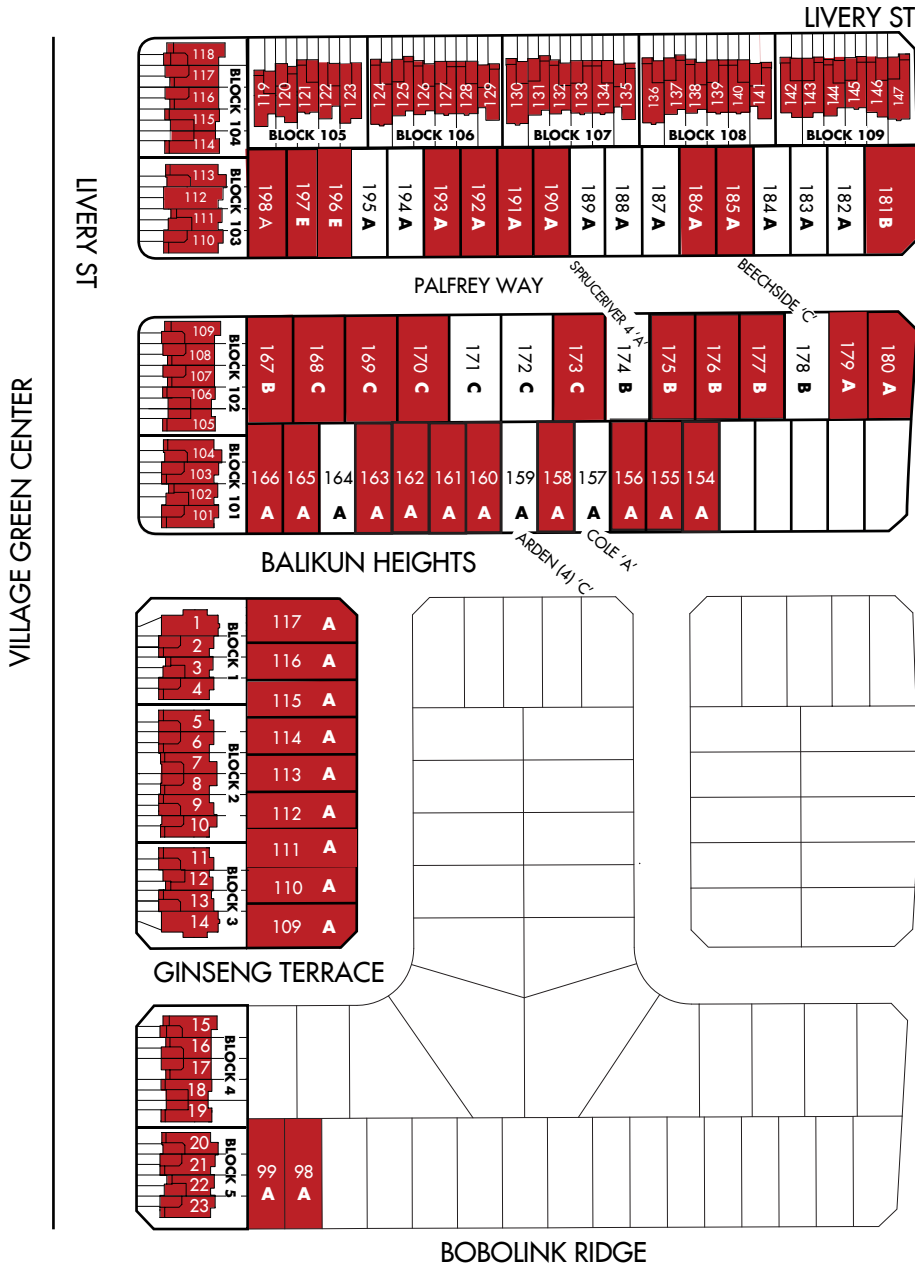 LIVERY ST
118
117
116
115
114
BLOCK 104
119 120 121 122 123
124 125 126 127 128 129
130 131 132 133 134 135
136 137 138 139 140 141
142 143 144 145 146 147
BLOCK 105
BLOCK 106
BLOCK 107
BLOCK 108
BLOCK 109
113
112
111
110
BLOCK 103
198 A
197 E
196 E
195 A
194 A
193 A
192 A
191 A
190 A
189 A
188 A
187 A
186 A
185 A
184 A
183 A
182 A
181 B
LIVERY ST
PALFREY WAY
SPRUCERIVER 4 'A'
BEECHSIDE 'C'
109
108
107
106
105
BLOCK 102
167 B
168 C
169 C
170 C
171 C
172 C
173 C
174 B
175 B
176 B
177 B
178 B
179 A
180 A
104
103
102
101
BLOCK 101
166 A
165 A
164 A
163 A
162 A
161 A
160 A
159 A
158 A
157 A
156 A
155 A
154 A
BALIKUN HEIGHTS
ARDEN (4) 'C'
COLE 'A'
VILLAGE GREEN CENTER
1
2
3
4
BLOCK 1
5
6
7
8
9
10
BLOCK 2
11
12
13
14
BLOCK 3
117 A
116 A
115 A
114 A
113 A
112 A
111 A
110 A
109 A
GINSENG TERRACE
15
16
17
18
19
BLOCK 4
20
21
22
23
BLOCK 5
99 A
98 A
BOBOLINK RIDGE